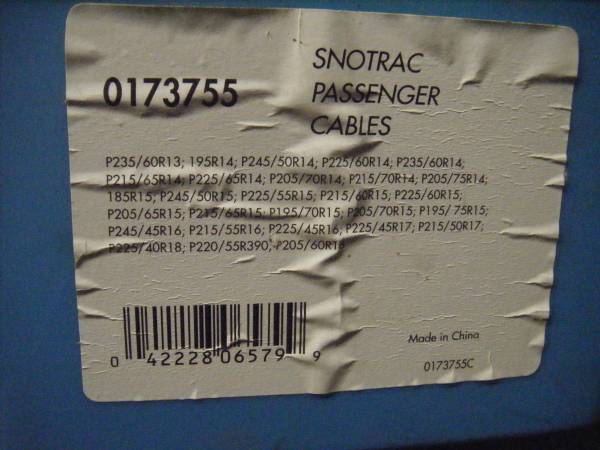 SNOTRAC
0173755
PASSENGER
CABLES
P235/60R13; 195R14; P245/50R14; P225/60R14; P235/60R14;
P215/65R14; P225/65R14; P205/70R14; P215/70R14; P205/75R14;
185R15; P245/50R15; P225/55R15; P215/60R15; P225/60R15;
P205/65R15; P215/65R15; P195/70R15; P205/70R15; P195/ 75R15;
P245/45R16; P215/55R16; P225/45R16; P225/45R17; P215/50R17;
P225/40R18; P220/55R390; P205/60R16
0 42228 06579 9
Made in China
0173755C